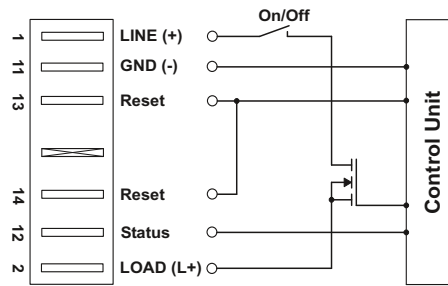 On/Off
1 LINE (+)
11 GND (-)
13 Reset
14 Reset
12 Status
2 LOAD (L+)
Control Unit